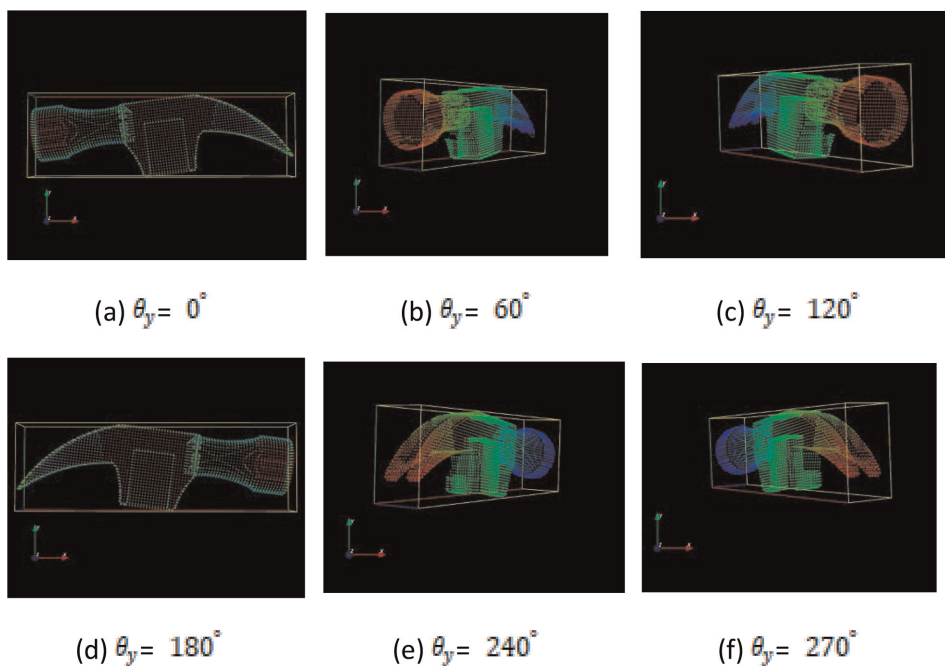 (a) θy = 0°
(b) θy = 60°
(c) θy = 120°
(d) θy = 180°
(e) θy = 240°
(f) θy = 270°